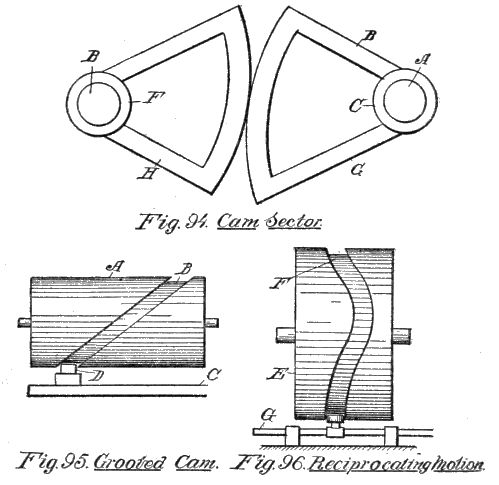 B
F
H
B
A
C
G
Fig. 94. Cam Sector.
A
B
D
C
F
E
G
Fig. 95. Grooved Cam.
Fig. 96. Reciprocating Motion.